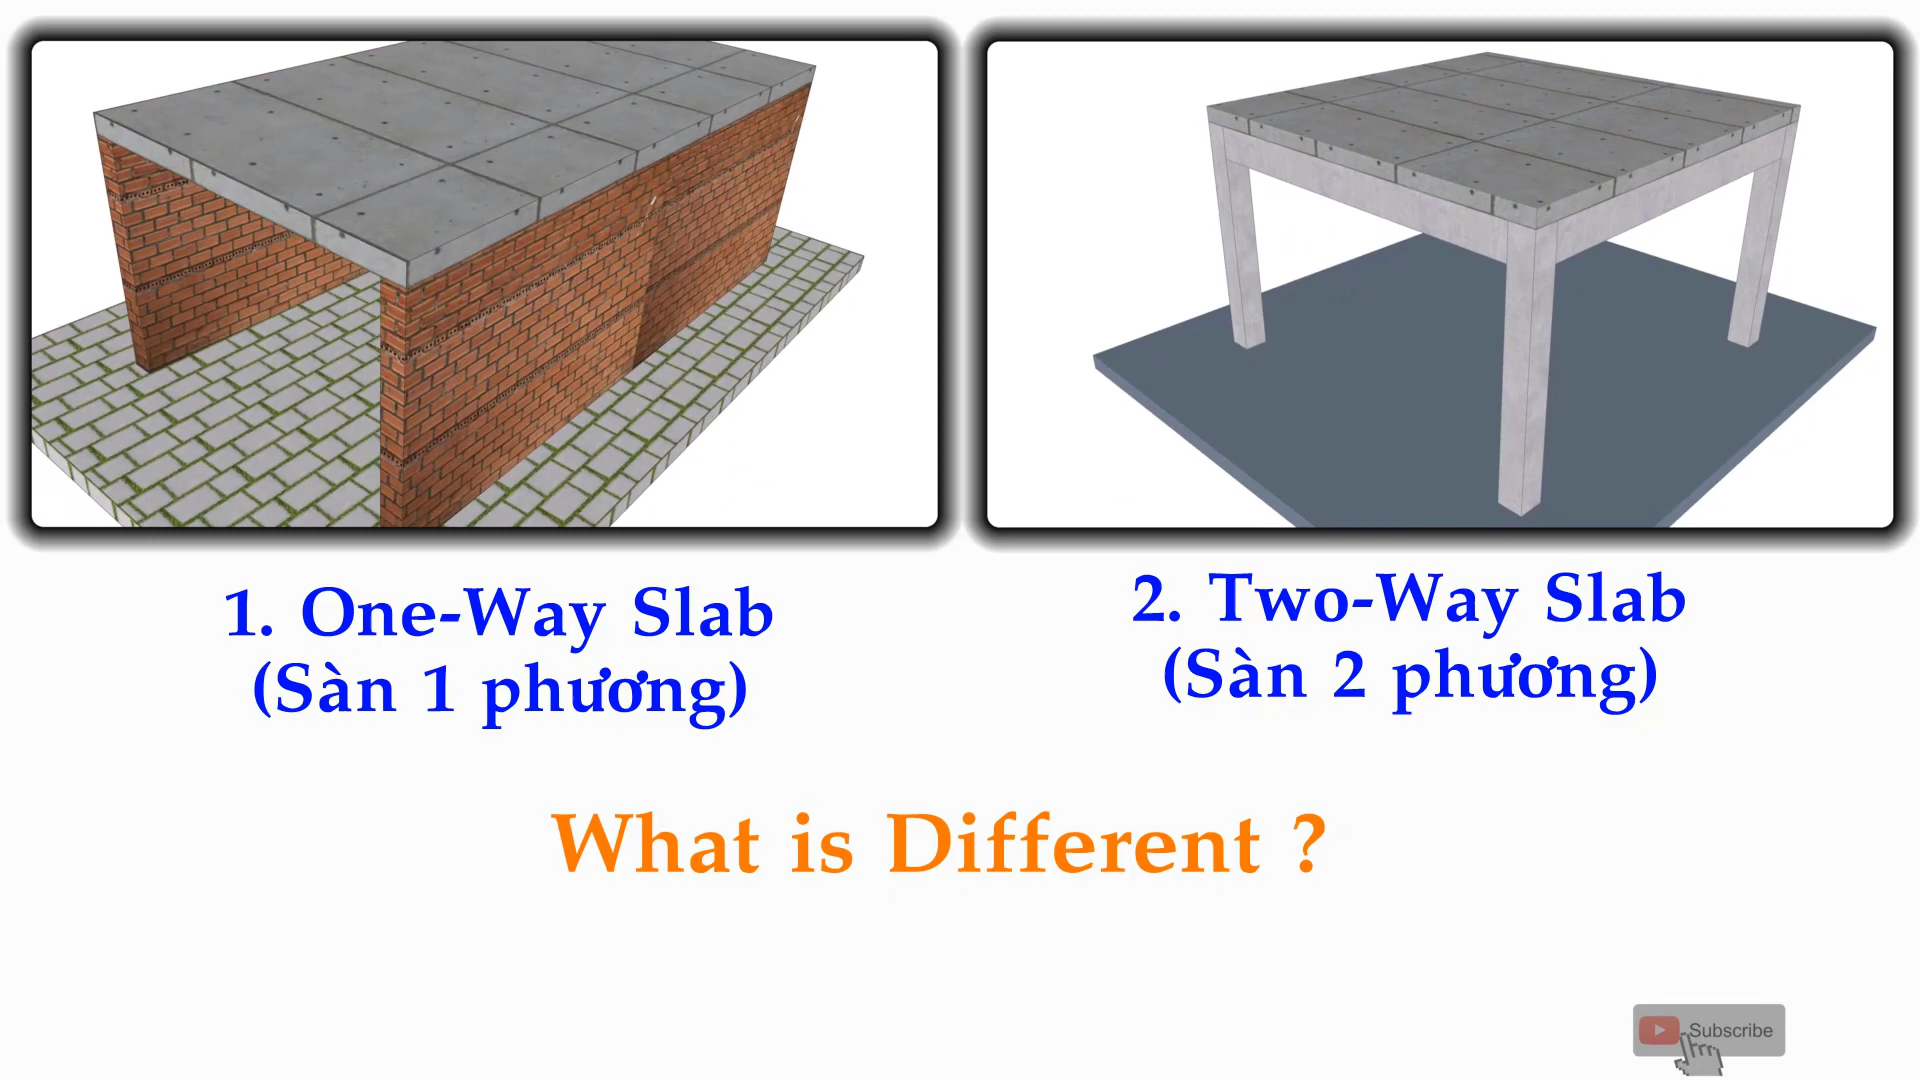 1. One-Way Slab
(Sàn 1 phương)
2. Two-Way Slab
(Sàn 2 phương)
What is Different ?
Subscribe